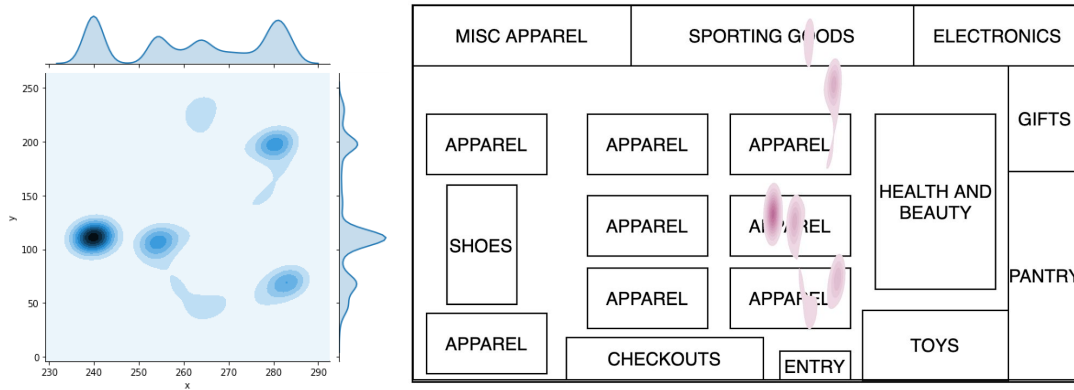 250
200
150
100
50
0
y
230
240
250
260
270
280
290
x
MISC APPAREL
SPORTING GOODS
ELECTRONICS
GIFTS
APPAREL
APPAREL
APPAREL
HEALTH AND
BEAUTY
SHOES
APPAREL
APPAREL
PANTRY
APPAREL
APPAREL
APPAREL
CHECKOUTS
ENTRY
TOYS